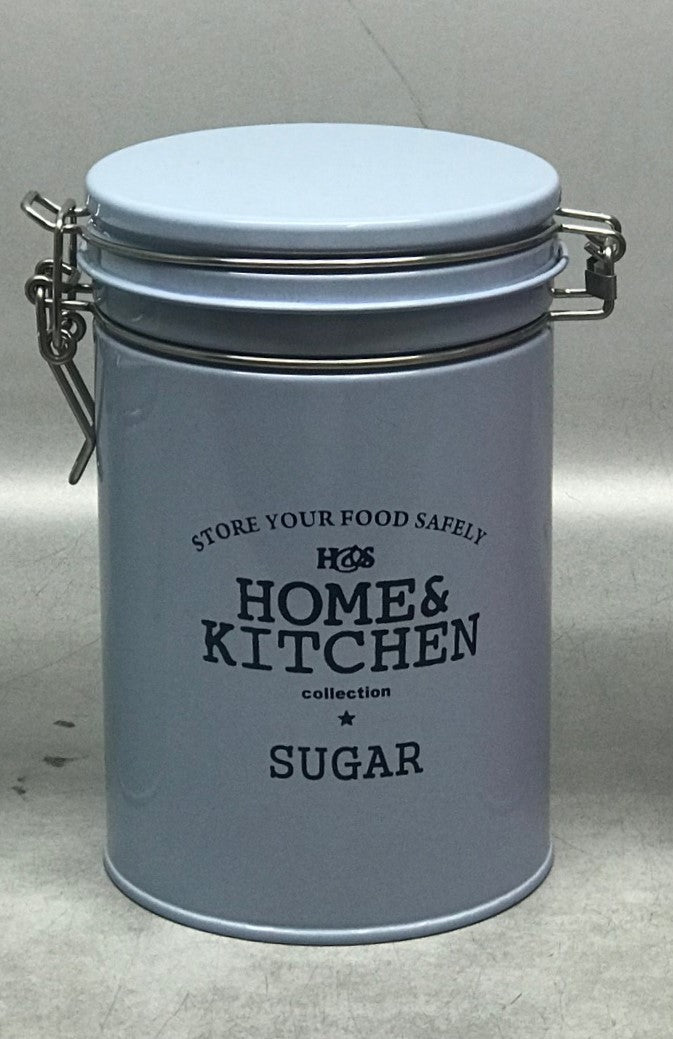 STORE YOUR FOOD SAFELY
H&S
HOME&
KITCHEN
collection
SUGAR